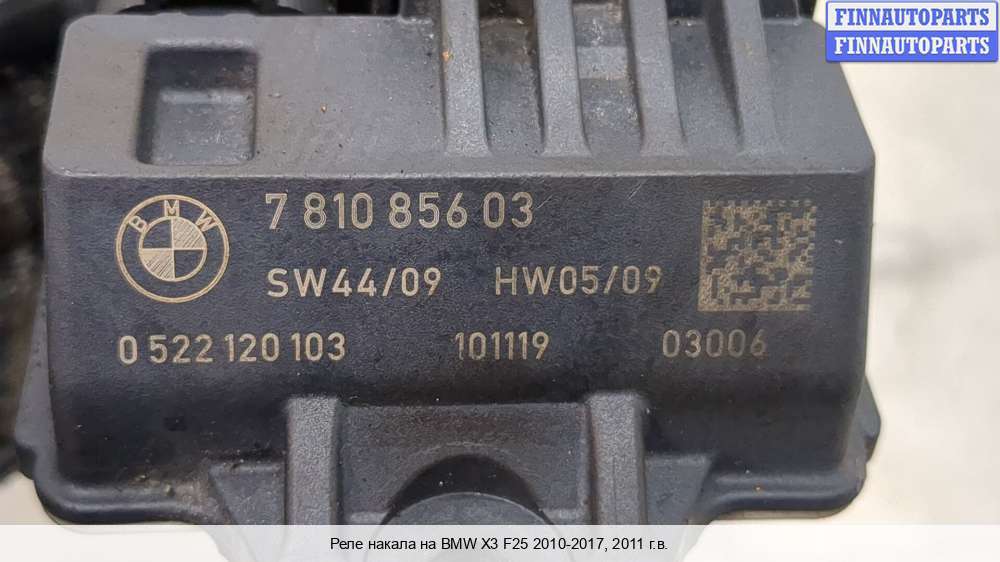 FINNAUTOPARTS
FINNAUTOPARTS
BMW
7 810 856 03
SW44/09 HW05/09
0 522 120 103 101119 03006
Реле накала на BMW X3 F25 2010-2017, 2011 г.в.